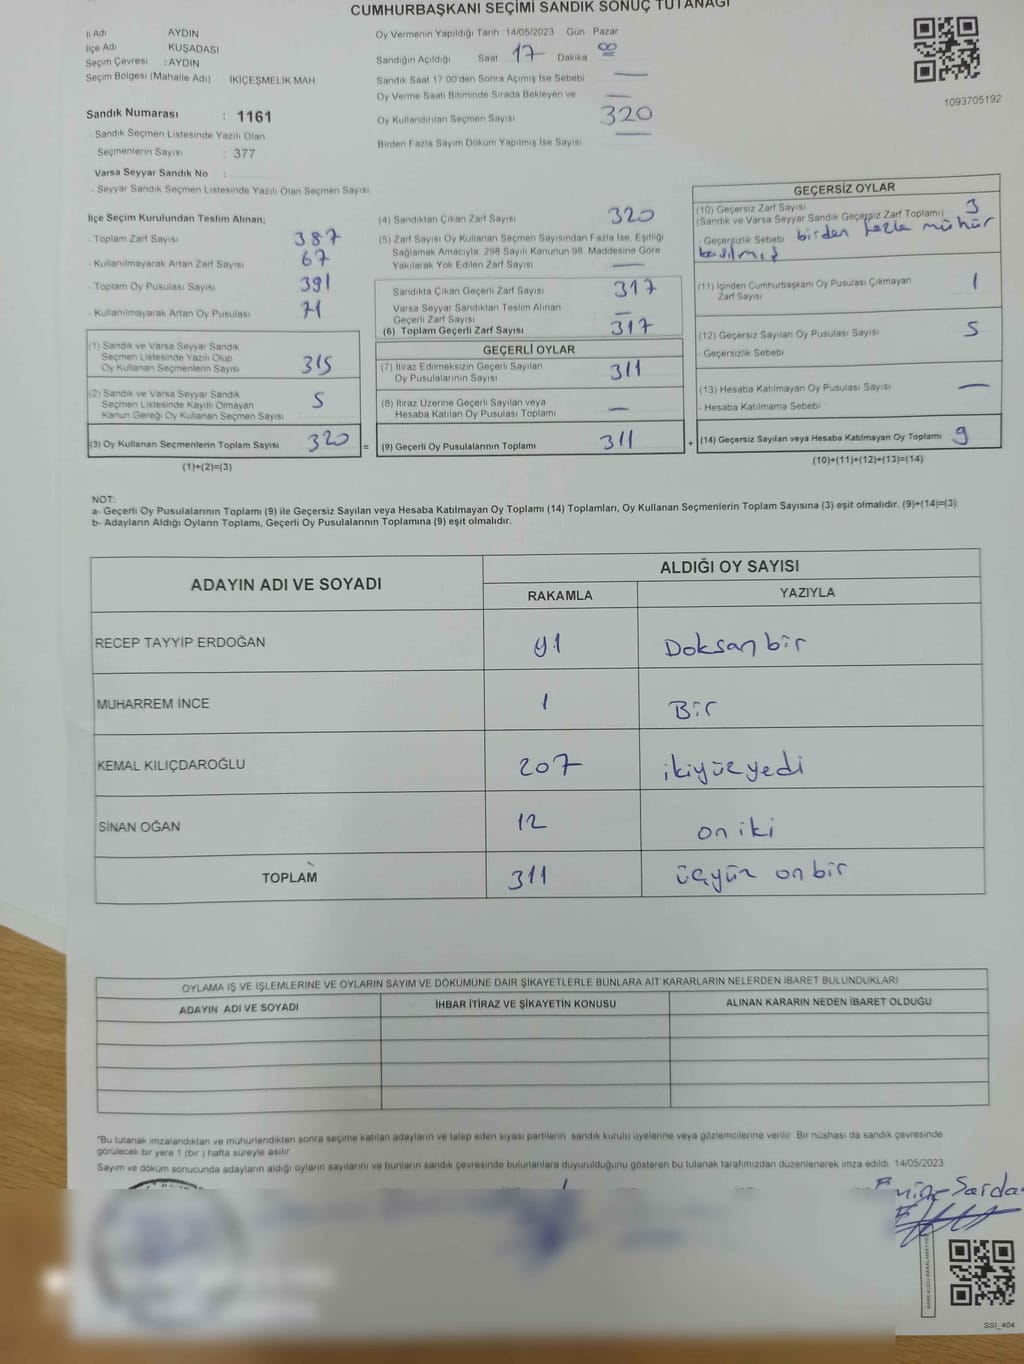 CUMHURBAŞKANI SEÇİMİ SANDIK SONUÇ TUTANAĞI
İl Adı AYDIN
İlçe Adı KUŞADASI
Seçim Çevresi : AYDIN
Seçim Bölgesi (Mahalle Adı) İKİÇEŞMELİK MAH.
Sandık Numarası : 1161
- Sandık Seçmen Listesinde Yazılı Olan
Seçmenlerin Sayısı : 377
Varsa Seyyar Sandık No :
- Seyyar Sandık Seçmen Listesinde Yazılı Olan Seçmen Sayısı
Oy Vermenin Yapıldığı Tarih 14/05/2023 Gün Pazar
Sandığın Açıldığı Saat 17 Dakika
Sandık Saat 17:00'den Sonra Açılmış İse Sebebi —
Oy Verme Saati Bitiminde Sırada Bekleyen ve —
Oy Kullandırılan Seçmen Sayısı 320
Birden Fazla Sayım Döküm Yapılmış İse Sayısı —
1093705192
İlçe Seçim Kurulundan Teslim Alınan;
- Toplam Zarf Sayısı 387
- Kullanılmayarak Artan Zarf Sayısı 67
- Toplam Oy Pusulası Sayısı 391
- Kullanılmayarak Artan Oy Pusulası 71
(1) Sandık ve Varsa Seyyar Sandık
Seçmen Listesinde Yazılı Olup
Oy Kullanan Seçmenlerin Sayısı 315
(2) Sandık ve Varsa Seyyar Sandık
Seçmen Listesinde Kayıtlı Olmayan
Kanun Gereği Oy Kullanan Seçmen Sayısı 5
(3) Oy Kullanan Seçmenlerin Toplam Sayısı 320 =
(1)+(2)=(3)
(4) Sandıktan Çıkan Zarf Sayısı 320
(5) Zarf Sayısı Oy Kullanan Seçmen Sayısından Fazla İse, Eşitliği
Sağlamak Amacıyla, 298 Sayılı Kanunun 98. Maddesine Göre
Yakılarak Yok Edilen Zarf Sayısı —
Sandıkta Çıkan Geçerli Zarf Sayısı 317
Varsa Seyyar Sandıktan Teslim Alınan
Geçerli Zarf Sayısı —
(6) Toplam Geçerli Zarf Sayısı 317
GEÇERLİ OYLAR
(7) İtiraz Edilmeksizin Geçerli Sayılan
Oy Pusulalarının Sayısı 311
(8) İtiraz Üzerine Geçerli Sayılan veya
Hesaba Katılan Oy Pusulası Toplamı —
(9) Geçerli Oy Pusulalarının Toplamı 311 +
GEÇERSİZ OYLAR
(10) Geçersiz Zarf Sayısı 3
(Sandık ve Varsa Seyyar Sandık Geçersiz Zarf Toplamı)
- Geçersizlik Sebebi birden fazla mühür
basılmış
(11) İçinden Cumhurbaşkanı Oy Pusulası Çıkmayan
Zarf Sayısı 1
(12) Geçersiz Sayılan Oy Pusulası Sayısı 5
- Geçersizlik Sebebi
(13) Hesaba Katılmayan Oy Pusulası Sayısı —
- Hesaba Katılmama Sebebi
(14) Geçersiz Sayılan veya Hesaba Katılmayan Oy Toplamı 9
(10)+(11)+(12)+(13)=(14)
NOT:
a- Geçerli Oy Pusulalarının Toplamı (9) ile Geçersiz Sayılan veya Hesaba Katılmayan Oy Toplamı (14) Toplamları, Oy Kullanan Seçmenlerin Toplam Sayısına (3) eşit olmalıdır. (9)+(14)=(3)
b- Adayların Aldığı Oyların Toplamı, Geçerli Oy Pusulalarının Toplamına (9) eşit olmalıdır.
ADAYIN ADI VE SOYADI ALDIĞI OY SAYISI
RAKAMLA YAZIYLA
RECEP TAYYİP ERDOĞAN 91 Doksan bir
MUHARREM İNCE 1 Bir
KEMAL KILIÇDAROĞLU 207 ikiyüzyedi
SİNAN OĞAN 12 on iki
TOPLAM 311 üçyüz onbir
OYLAMA İŞ VE İŞLEMLERİNE VE OYLARIN SAYIM VE DÖKÜMÜNE DAİR ŞİKAYETLERLE BUNLARA AİT KARARLARIN NELERDEN İBARET BULUNDUKLARI
ADAYIN ADI VE SOYADI İHBAR İTİRAZ VE ŞİKAYETİN KONUSU ALINAN KARARIN NEDEN İBARET OLDUĞU
"Bu tutanak imzalandıktan ve mühürlendikten sonra seçime katılan adayların ve talep eden siyasi partilerin sandık kurulu üyelerine veya gözlemcilerine verilir. Bir nüshası da sandık çevresinde
görülecek bir yere 1 (bir) hafta süreyle asılır.
Sayım ve döküm sonucunda adayların aldığı oyların sayılarını ve bunların sandık çevresinde bulunanlara duyurulduğunu gösteren bu tutanak tarafımızdan düzenlenerek imza edildi. 14/05/2023
SSI_404